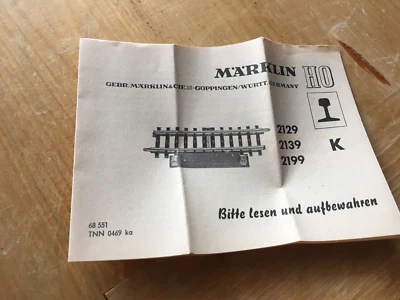 MÄRKLIN HO
GEBR. MÄRKLIN & CIE. GÖPPINGEN/WÜRTT. GERMANY
2129
2139
2199
K
Bitte lesen und aufbewahren
68 551
TNN 0469 ka